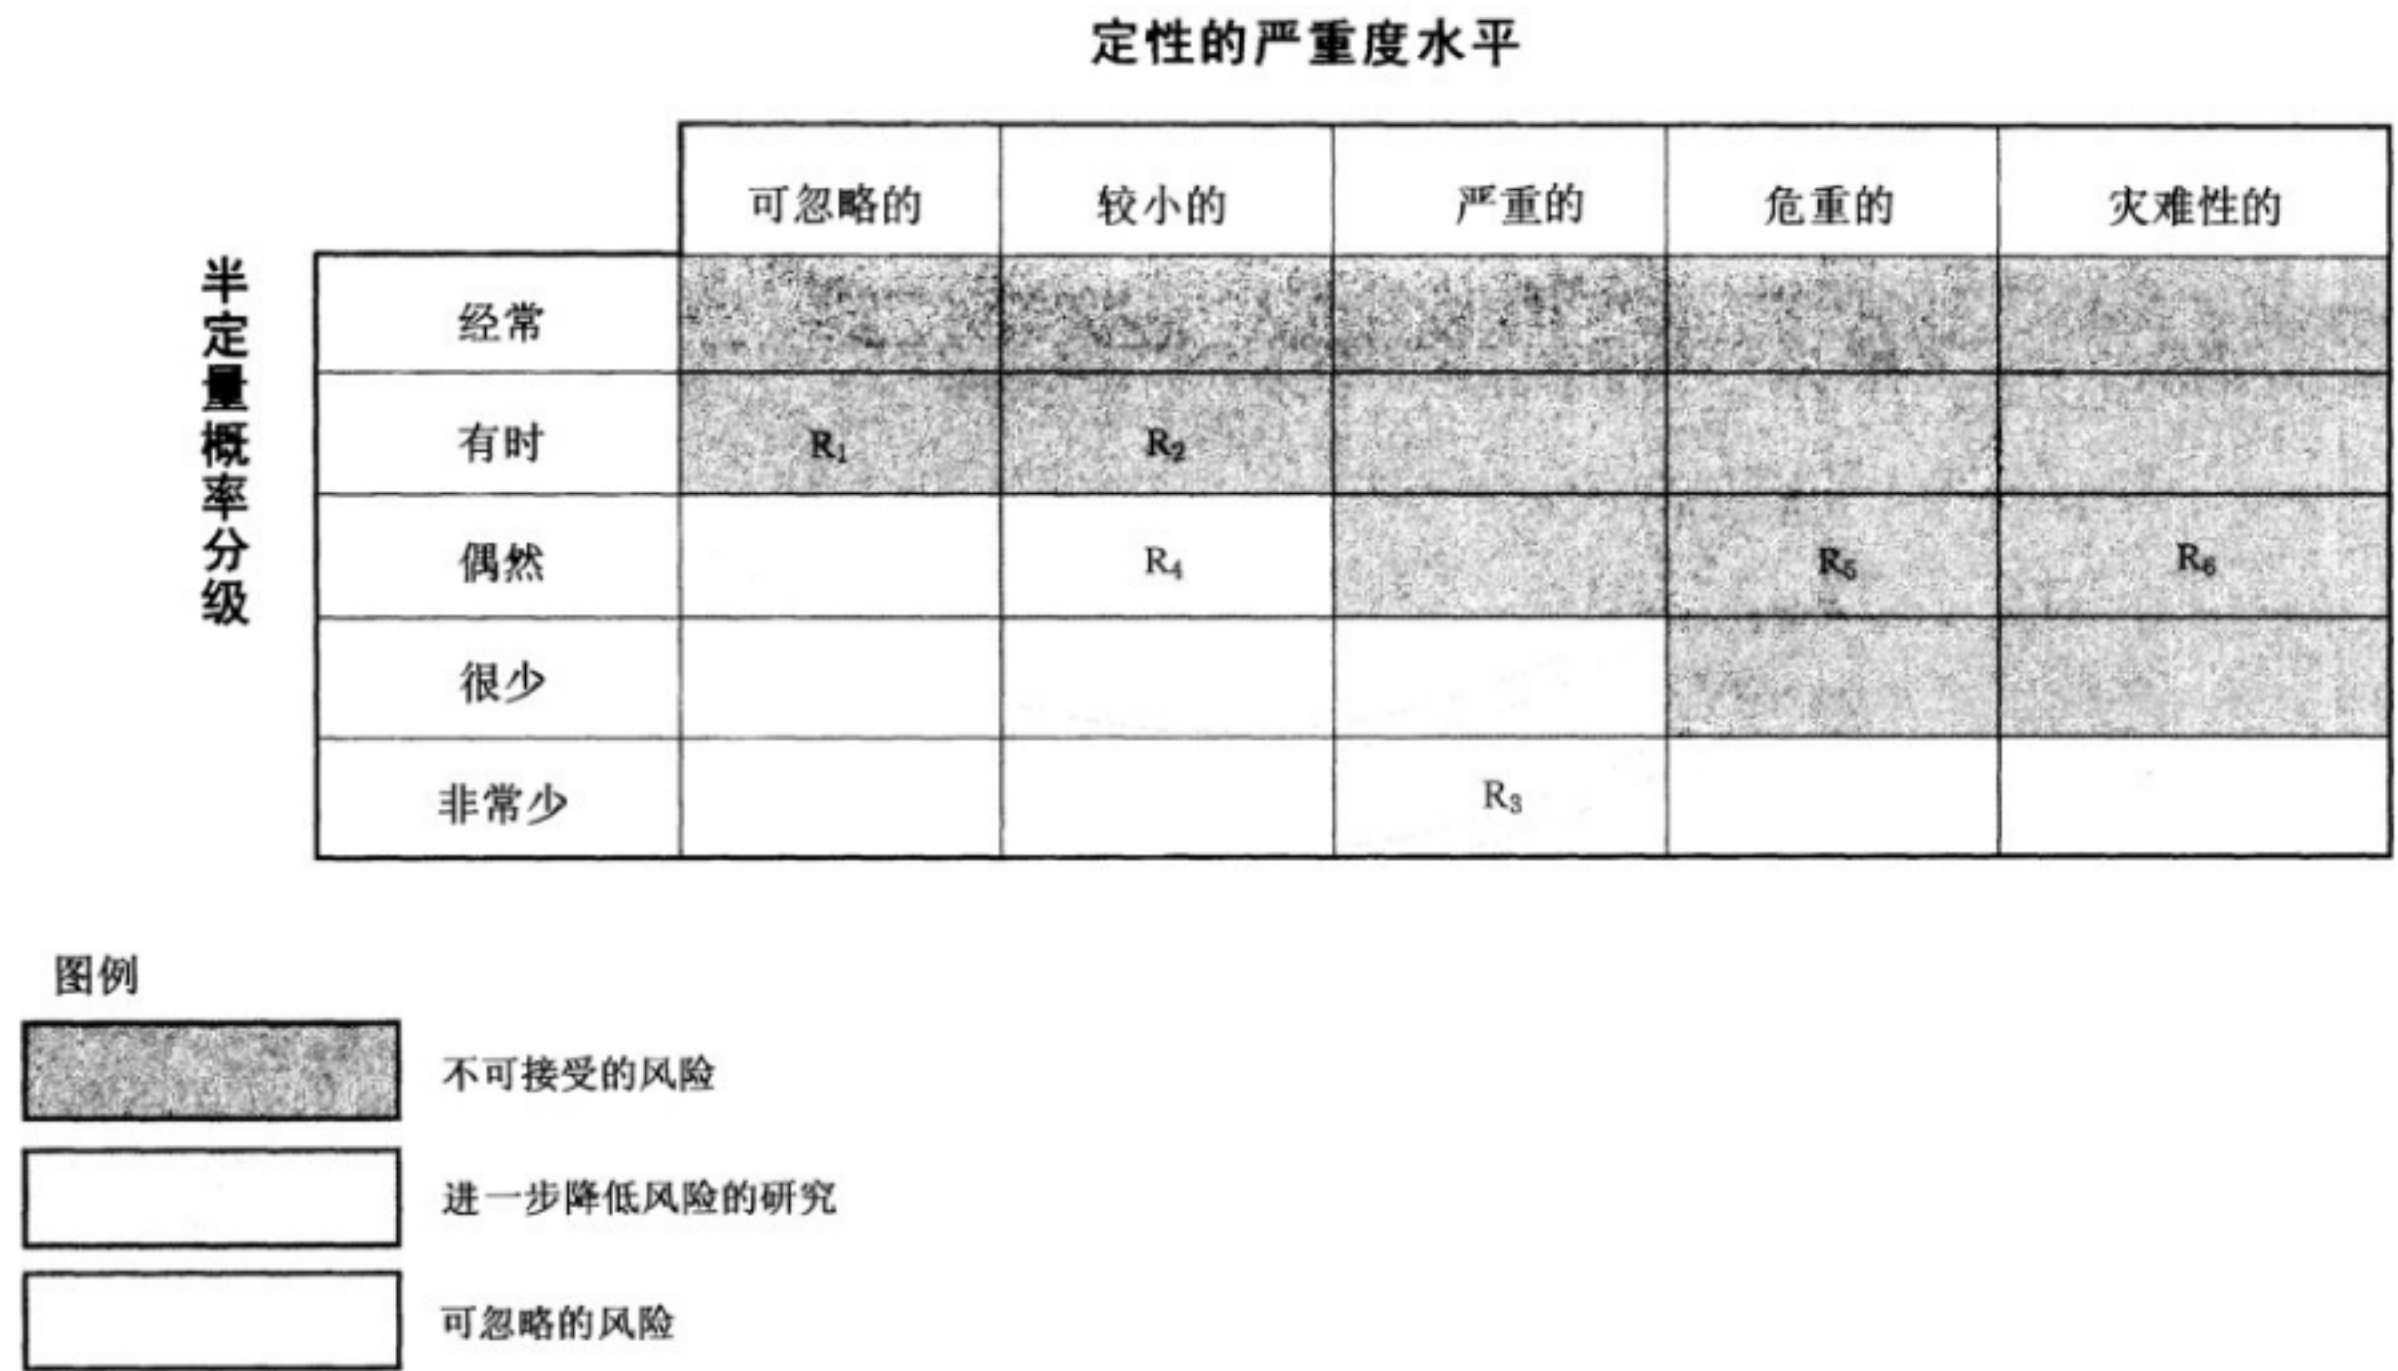 定性的严重度水平
可忽略的 较小的 严重的 危重的 灾难性的
半定量概率分级
经常
有时 R₁ R₂
偶然 R₄ R₅ R₆
很少
非常少 R₃
图例
不可接受的风险
进一步降低风险的研究
可忽略的风险